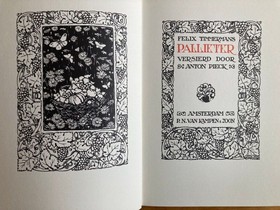 FELIX TIMMERMANS
PALLIETER
VERSIERD DOOR
ANTON PIECK
AMSTERDAM
P. N. VAN KAMPEN & ZOON